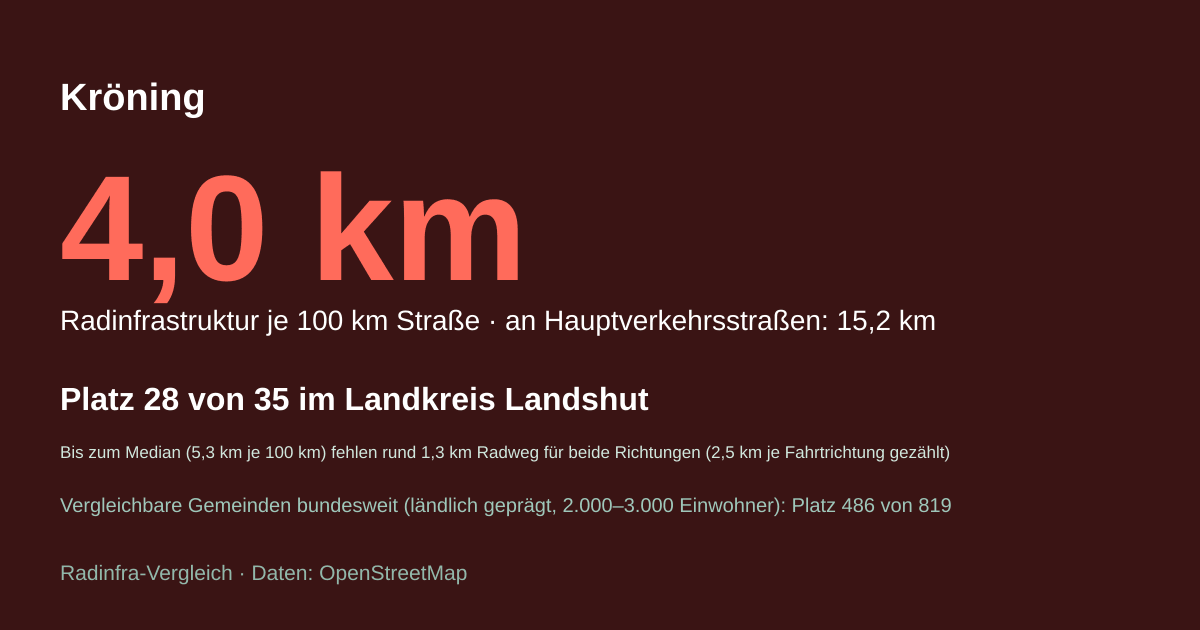 Kröning
4,0 km
Radinfrastruktur je 100 km Straße · an Hauptverkehrsstraßen: 15,2 km
Platz 28 von 35 im Landkreis Landshut
Bis zum Median (5,3 km je 100 km) fehlen rund 1,3 km Radweg für beide Richtungen (2,5 km je Fahrtrichtung gezählt)
Vergleichbare Gemeinden bundesweit (ländlich geprägt, 2.000–3.000 Einwohner): Platz 486 von 819
Radinfra-Vergleich · Daten: OpenStreetMap